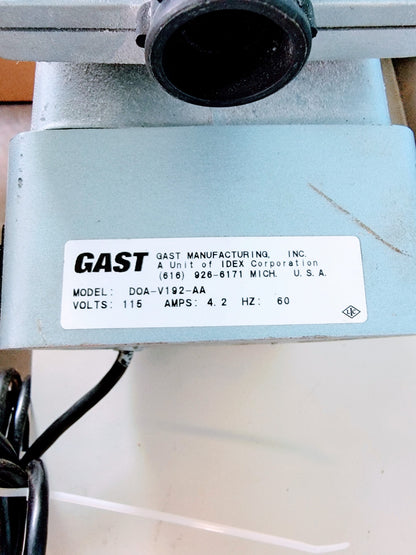 GAST
GAST MANUFACTURING, INC.
A Unit of IDEX Corporation
(616) 926-6171 MICH. U.S.A.
MODEL: DOA-V192-AA
VOLTS: 115 AMPS: 4.2 HZ: 60